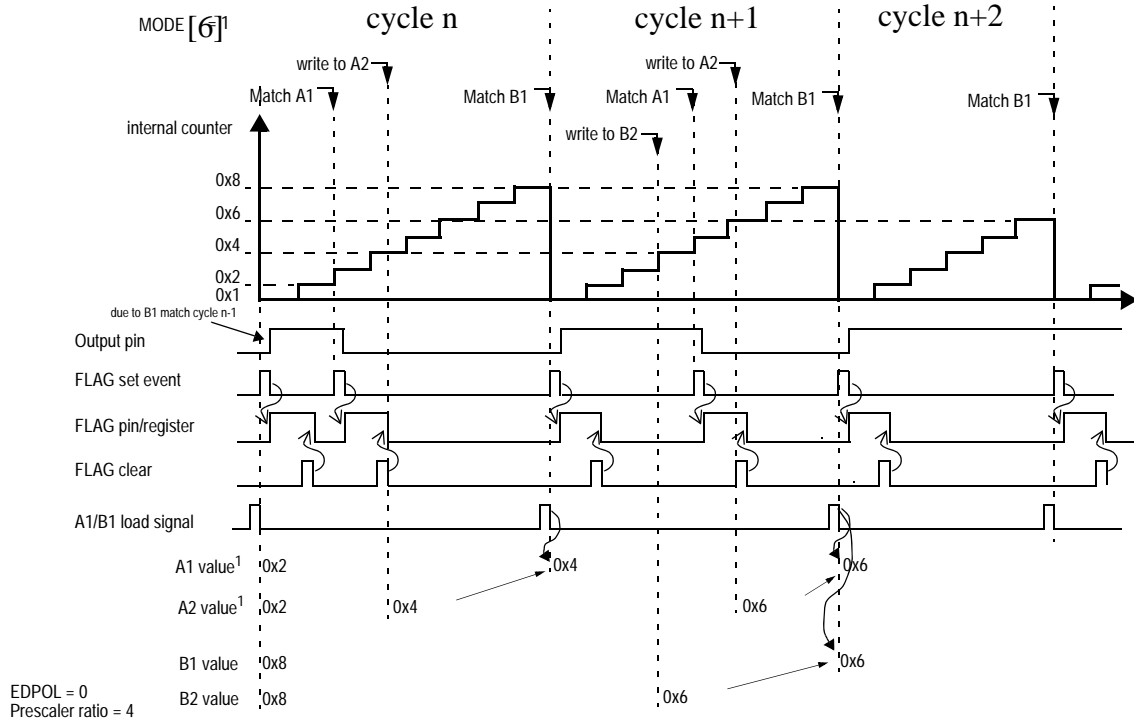 MODE[6]¹
cycle n
cycle n+1
cycle n+2
write to A2
write to A2
Match A1
Match B1
Match A1
Match B1
Match B1
internal counter
write to B2
0x8
0x6
0x4
0x2
0x1
due to B1 match cycle n-1
Output pin
FLAG set event
FLAG pin/register
FLAG clear
A1/B1 load signal
A1 value¹ 0x2 0x4 0x6
A2 value¹ 0x2 0x4 0x6
B1 value 0x8 0x6
B2 value 0x8 0x6
EDPOL = 0
Prescaler ratio = 4